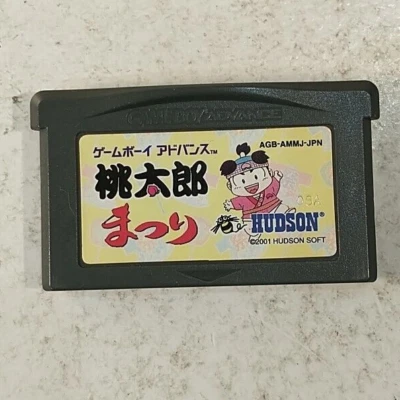 GAME BOY ADVANCE
ゲームボーイ アドバンス™
AGB-AMMJ-JPN
桃太郎
まつり
HUDSON®
©2001 HUDSON SOFT